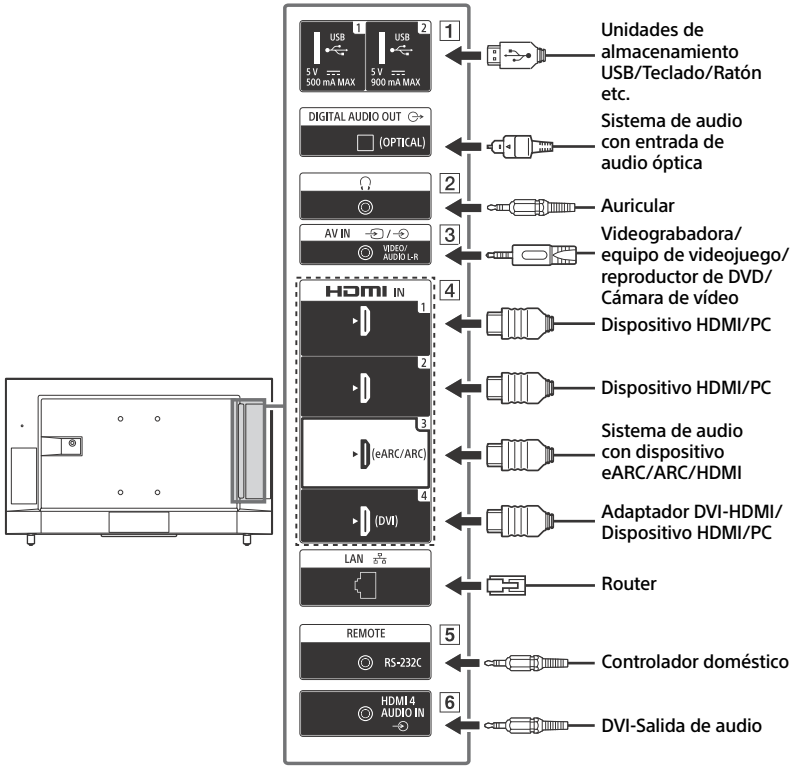 1
USB
5 V
500 mA MAX
2
USB
5 V
900 mA MAX
1
Unidades de
almacenamiento
USB/Teclado/Ratón
etc.
DIGITAL AUDIO OUT
(OPTICAL)
Sistema de audio
con entrada de
audio óptica
2
Auricular
AV IN
/
VIDEO/
AUDIO L-R
3
Videograbadora/
equipo de videojuego/
reproductor de DVD/
Cámara de vídeo
HDMI IN
4
1
Dispositivo HDMI/PC
2
Dispositivo HDMI/PC
3
(eARC/ARC)
Sistema de audio
con dispositivo
eARC/ARC/HDMI
4
(DVI)
Adaptador DVI-HDMI/
Dispositivo HDMI/PC
LAN
Router
REMOTE
RS-232C
5
Controlador doméstico
HDMI 4
AUDIO IN
6
DVI-Salida de audio